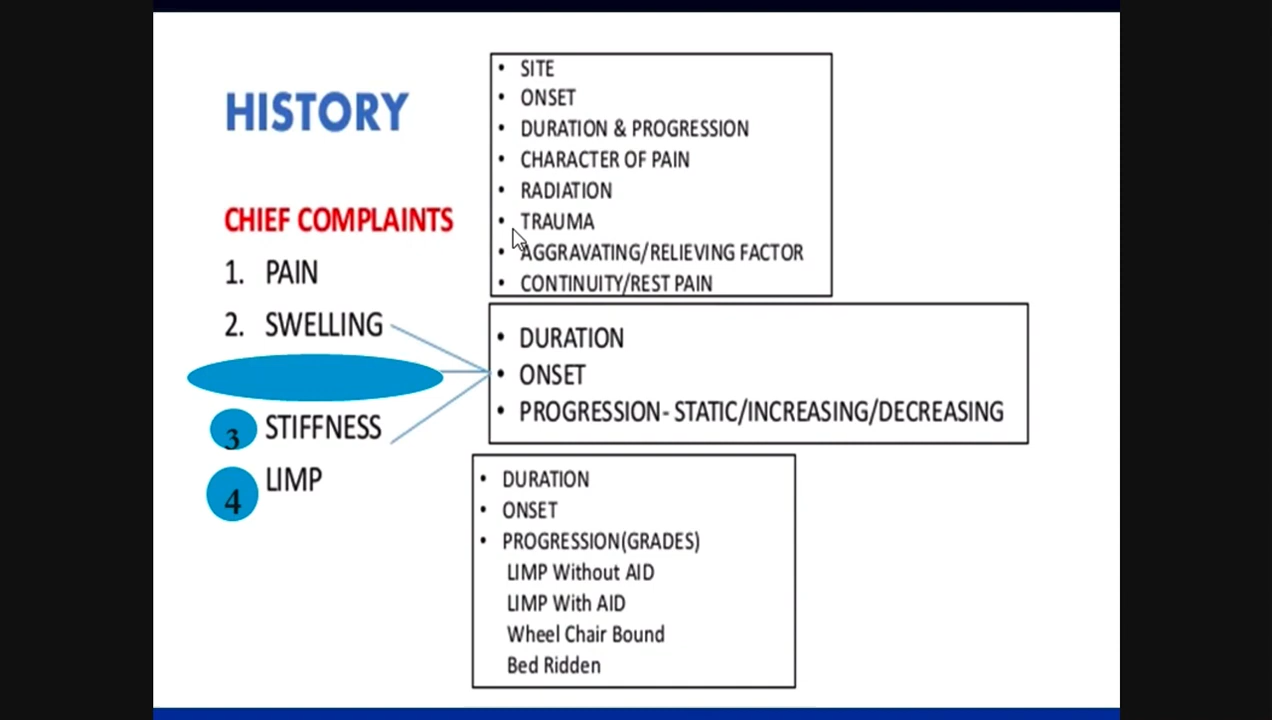 HISTORY
CHIEF COMPLAINTS
1. PAIN
2. SWELLING
3 STIFFNESS
4 LIMP
• SITE
• ONSET
• DURATION & PROGRESSION
• CHARACTER OF PAIN
• RADIATION
• TRAUMA
• AGGRAVATING/RELIEVING FACTOR
• CONTINUITY/REST PAIN
• DURATION
• ONSET
• PROGRESSION- STATIC/INCREASING/DECREASING
• DURATION
• ONSET
• PROGRESSION(GRADES)
LIMP Without AID
LIMP With AID
Wheel Chair Bound
Bed Ridden